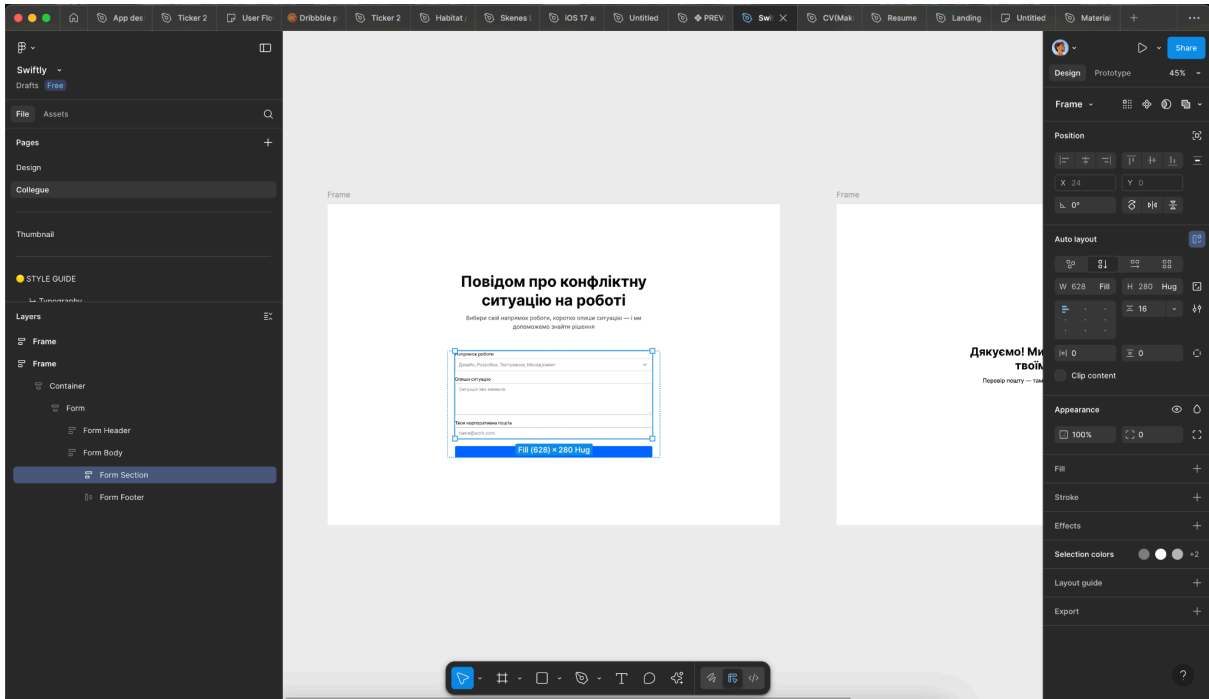 App des
Ticker 2
User Flo
Dribbble p
Ticker 2
Habitat /
Skenes
iOS 17 a
Untitled
PREV
Swi
CV(Mak
Resume
Landing
Untitled
Material
Swiftly
Drafts Free
File Assets
Pages
Design
Collegue
Thumbnail
STYLE GUIDE
Typography
Layers
Frame
Frame
Container
Form
Form Header
Form Body
Form Section
Form Footer
Frame
Повідом про конфліктну
ситуацію на роботі
Вибери свій напрямок роботи, коротко опиши ситуацію — і ми
допоможемо знайти рішення
Напрямок роботи
Дизайн, Розробка, Тестування, Менеджмент
Опиши ситуацію
Ситуація яка виникла
Твоя корпоративна пошта
name@work.com
Fill (628) × 280 Hug
Frame
Дякуємо! Ми
твоїм
Перевір пошту — там
Share
Design Prototype 45%
Frame
Position
X 24 Y 0
0°
Auto layout
W 628 Fill H 280 Hug
16
0 0
Clip content
Appearance
100% 0
Fill
Stroke
Effects
Selection colors +2
Layout guide
Export
?